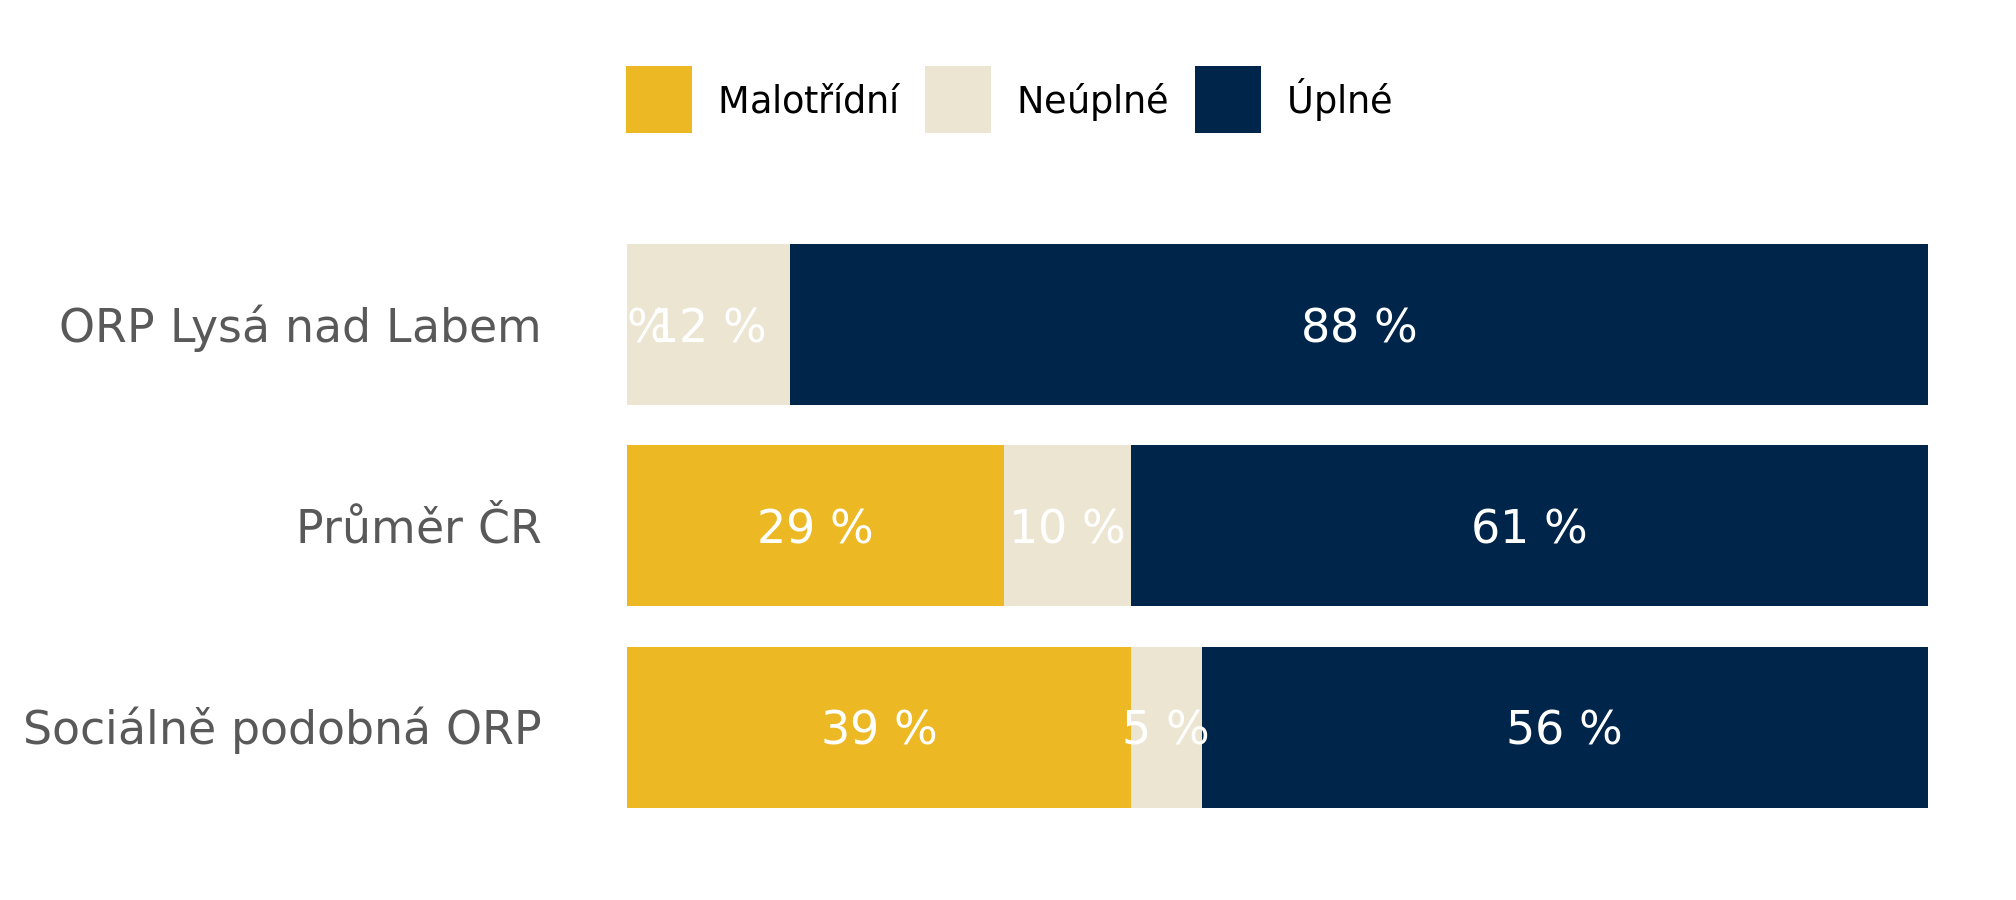 Malotřídní Neúplné Úplné
ORP Lysá nad Labem % 12 % 88 %
Průměr ČR 29 % 10 % 61 %
Sociálně podobná ORP 39 % 5 % 56 %